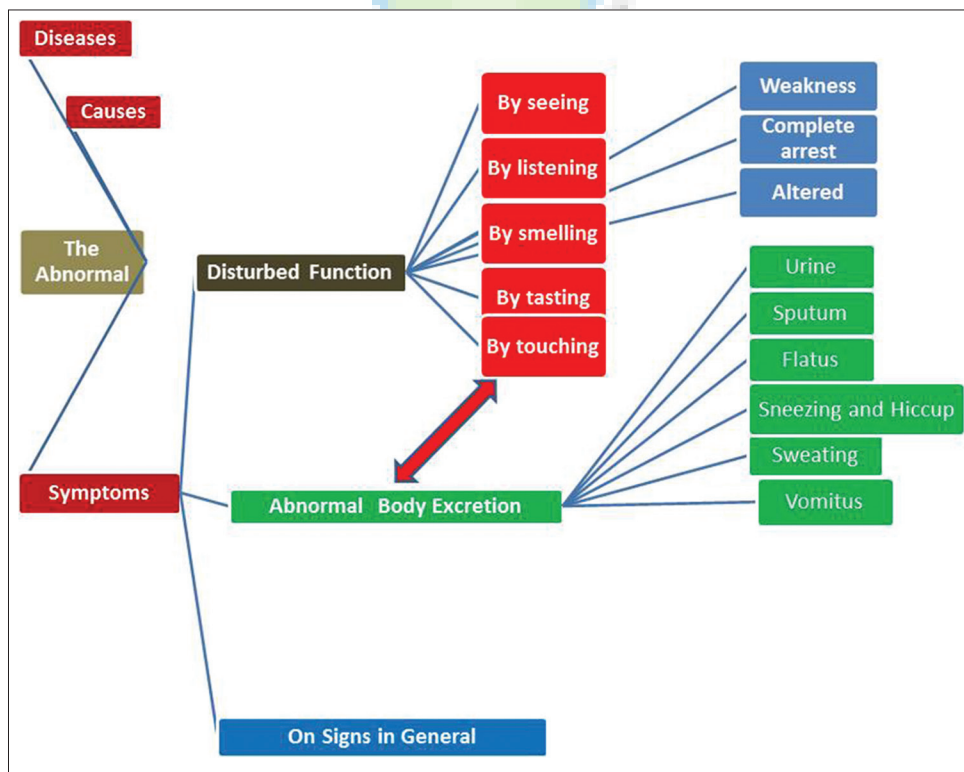 Diseases
Causes
The
Abnormal
Symptoms
Disturbed Function
By seeing
By listening
By smelling
By tasting
By touching
Weakness
Complete
arrest
Altered
Abnormal Body Excretion
Urine
Sputum
Flatus
Sneezing and Hiccup
Sweating
Vomitus
On Signs in General